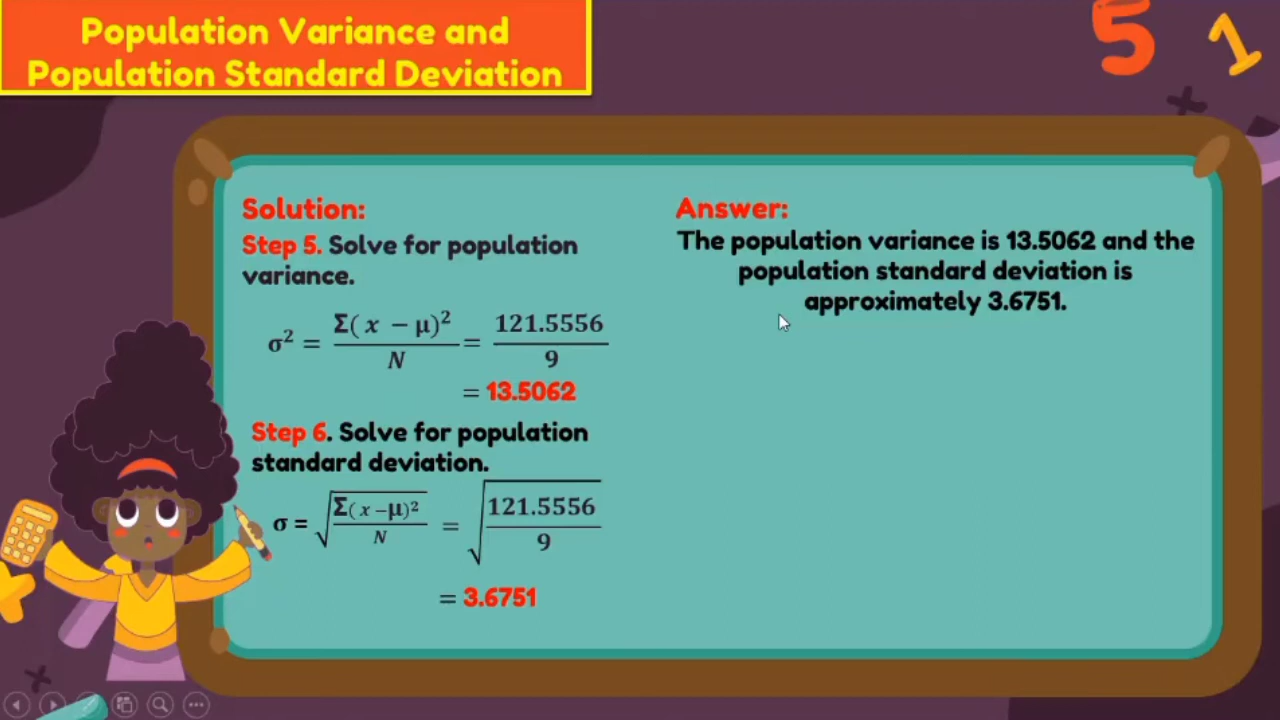 Population Variance and
Population Standard Deviation
5 1
Solution:
Step 5. Solve for population
variance.
σ² = Σ( x − μ)² / N = 121.5556 / 9
= 13.5062
Step 6. Solve for population
standard deviation.
σ = √(Σ( x −μ)² / N) = √(121.5556 / 9)
= 3.6751
Answer:
The population variance is 13.5062 and the
population standard deviation is
approximately 3.6751.